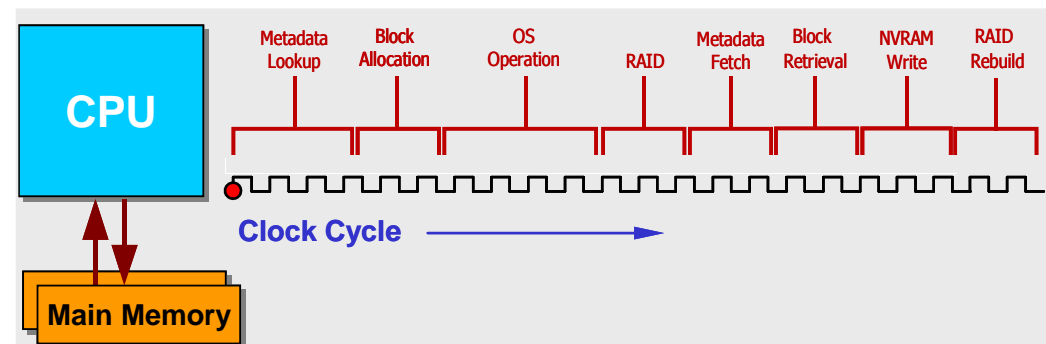 CPU
Metadata
Lookup
Block
Allocation
OS
Operation
RAID
Metadata
Fetch
Block
Retrieval
NVRAM
Write
RAID
Rebuild
Clock Cycle
Main Memory